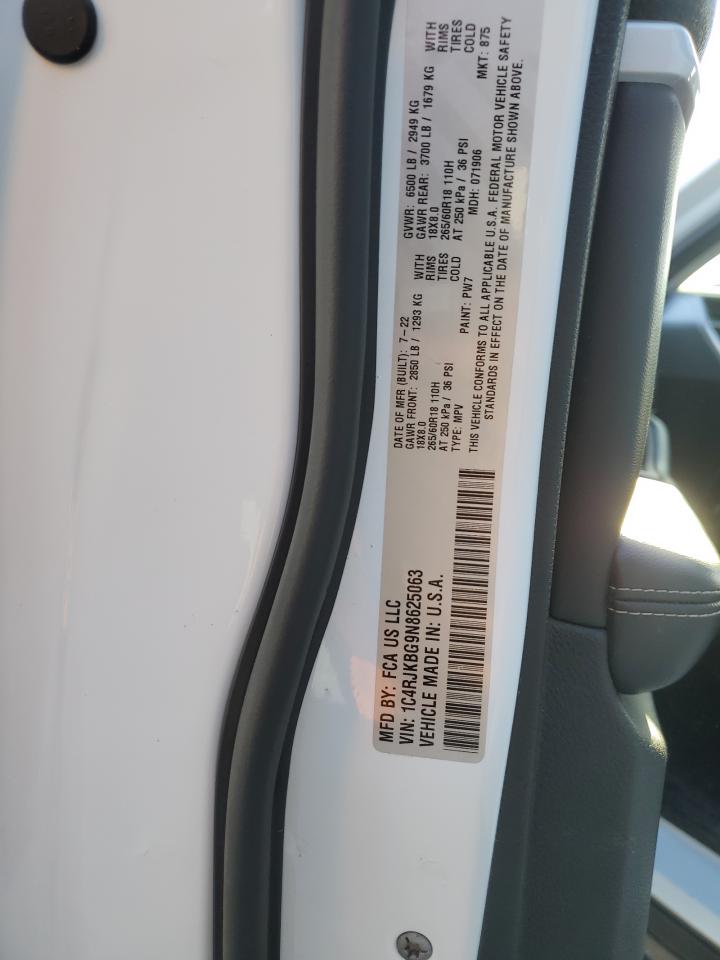 MFD BY: FCA US LLC
VIN: 1C4RJKBG9N8625063
VEHICLE MADE IN: U.S.A.
DATE OF MFR (BUILT): 7-22
GAWR FRONT: 2850 LB / 1293 KG WITH
18X8.0 RIMS
265/60R18 110H TIRES
AT 250 kPa / 36 PSI COLD
TYPE: MPV PAINT: PW7
GVWR: 6500 LB / 2949 KG
GAWR REAR: 3700 LB / 1679 KG WITH
18X8.0 RIMS
265/60R18 110H TIRES
AT 250 kPa / 36 PSI COLD
MDH: 071906 MKT: 875
THIS VEHICLE CONFORMS TO ALL APPLICABLE U.S.A. FEDERAL MOTOR VEHICLE SAFETY
STANDARDS IN EFFECT ON THE DATE OF MANUFACTURE SHOWN ABOVE.